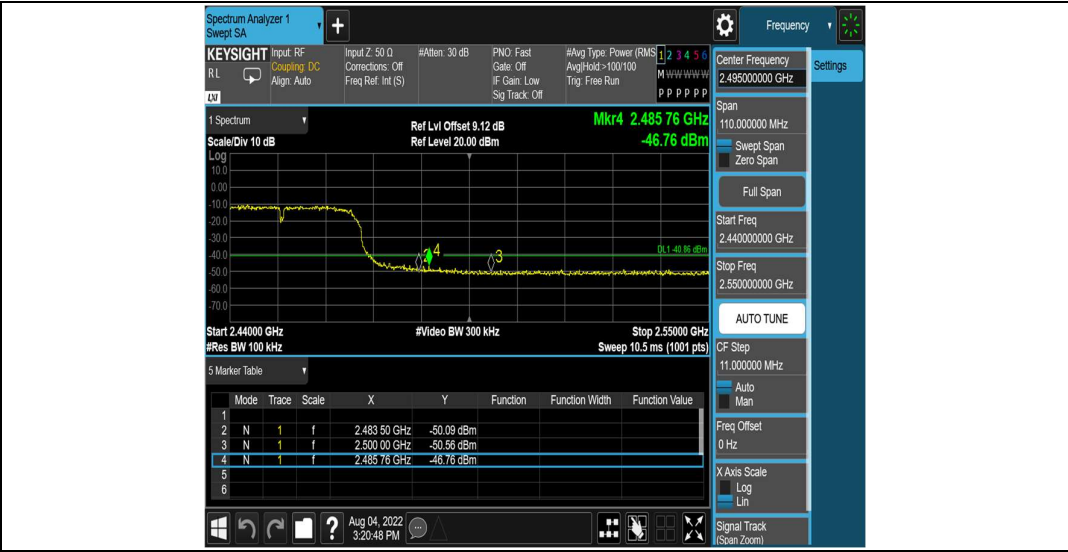 Spectrum Analyzer 1
Swept SA
+
Frequency
KEYSIGHT
RL
LXI
Input: RF
Coupling: DC
Align: Auto
Input Z: 50 Ω
Corrections: Off
Freq Ref: Int (S)
#Atten: 30 dB
PNO: Fast
Gate: Off
IF Gain: Low
Sig Track: Off
#Avg Type: Power (RMS
Avg|Hold:>100/100
Trig: Free Run
1 2 3 4 5 6
M W W W W W
P P P P P P
1 Spectrum
Scale/Div 10 dB
Ref Lvl Offset 9.12 dB
Ref Level 20.00 dBm
Mkr4 2.485 76 GHz
-46.76 dBm
Log
10.0
0.00
-10.0
-20.0
-30.0
-40.0
-50.0
-60.0
-70.0
4
3
DL1 -40.86 dBm
Start 2.44000 GHz
#Res BW 100 kHz
#Video BW 300 kHz
Stop 2.55000 GHz
Sweep 10.5 ms (1001 pts)
5 Marker Table
Mode Trace Scale X Y Function Function Width Function Value
1
2 N 1 f 2.483 50 GHz -50.09 dBm
3 N 1 f 2.500 00 GHz -50.56 dBm
4 N 1 f 2.485 76 GHz -46.76 dBm
5
6
Aug 04, 2022
3:20:48 PM
Center Frequency
2.495000000 GHz
Settings
Span
110.000000 MHz
Swept Span
Zero Span
Full Span
Start Freq
2.440000000 GHz
Stop Freq
2.550000000 GHz
AUTO TUNE
CF Step
11.000000 MHz
Auto
Man
Freq Offset
0 Hz
X Axis Scale
Log
Lin
Signal Track
(Span Zoom)